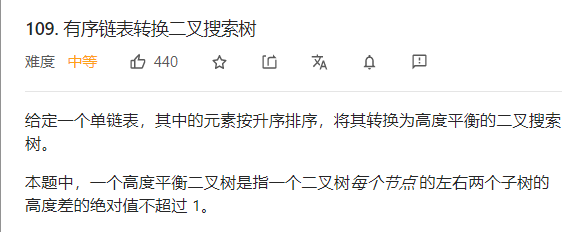 109. 有序链表转换二叉搜索树
难度 中等 440
给定一个单链表，其中的元素按升序排序，将其转换为高度平衡的二叉搜索
树。
本题中，一个高度平衡二叉树是指一个二叉树每个节点 的左右两个子树的
高度差的绝对值不超过 1。